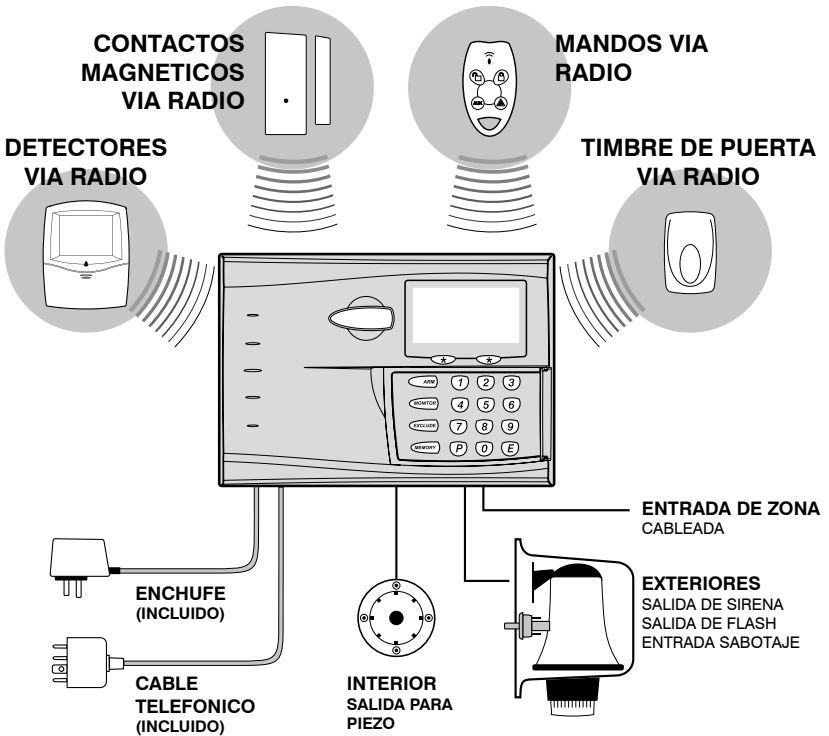 CONTACTOS
MAGNETICOS
VIA RADIO
MANDOS VIA
RADIO
DETECTORES
VIA RADIO
TIMBRE DE PUERTA
VIA RADIO
AUX
* *
ARM 1 2 3
MONITOR 4 5 6
EXCLUDE 7 8 9
MEMORY P 0 E
ENTRADA DE ZONA
CABLEADA
ENCHUFE
(INCLUIDO)
EXTERIORES
SALIDA DE SIRENA
SALIDA DE FLASH
ENTRADA SABOTAJE
CABLE
TELEFONICO
(INCLUIDO)
INTERIOR
SALIDA PARA
PIEZO